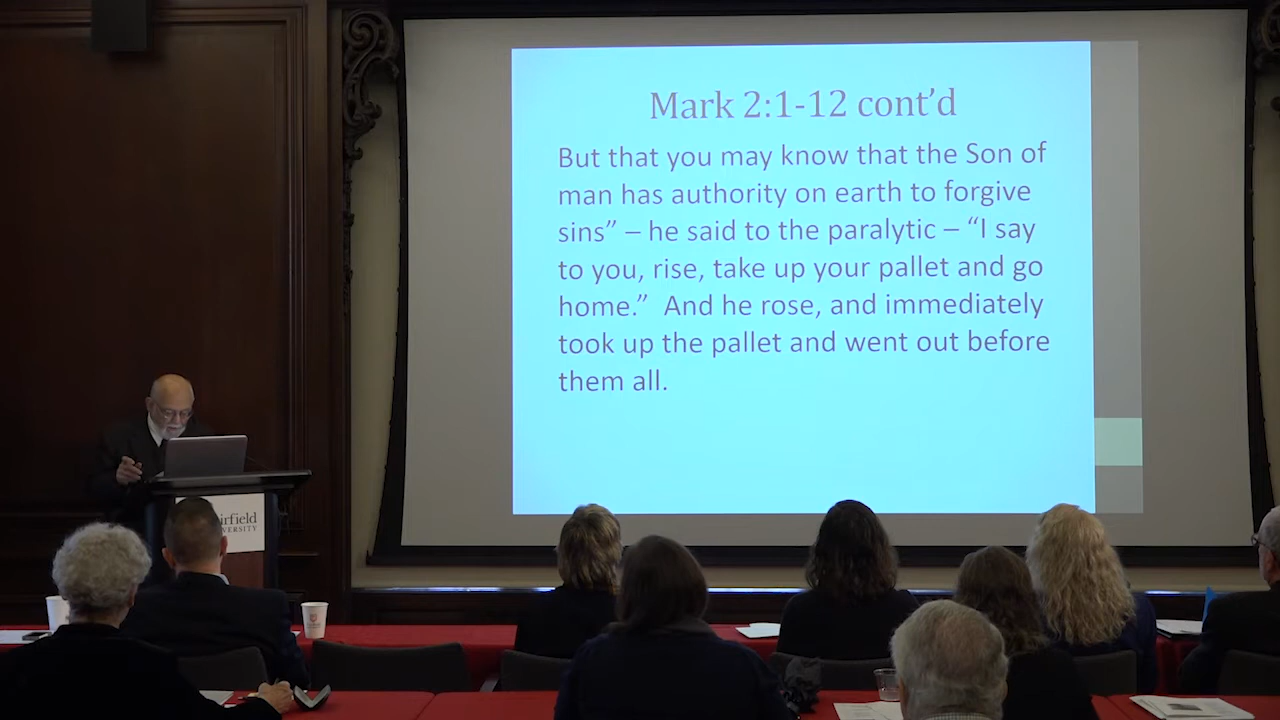 Mark 2:1-12 cont’d
But that you may know that the Son of
man has authority on earth to forgive
sins” – he said to the paralytic – “I say
to you, rise, take up your pallet and go
home.”  And he rose, and immediately
took up the pallet and went out before
them all.
irfield
VERSITY